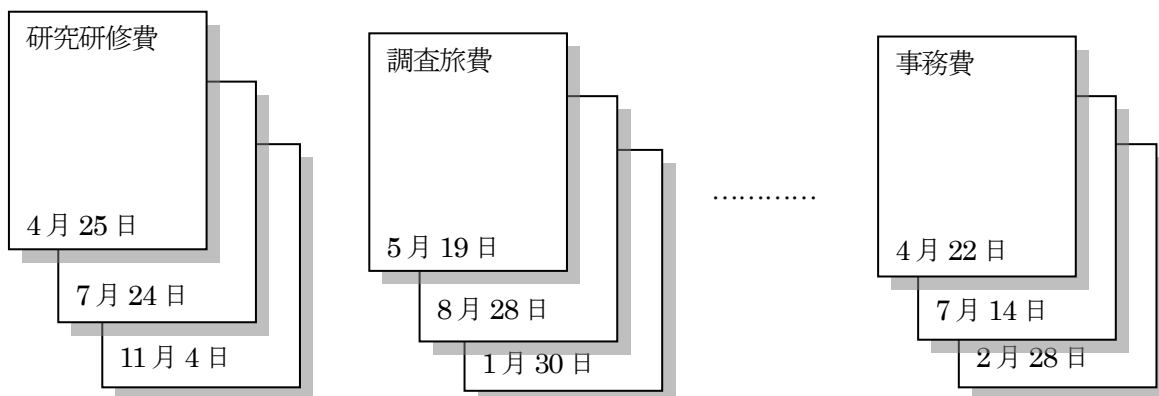 研究研修費
4月25日
7月24日
11月4日
調査旅費
5月19日
8月28日
1月30日
…………
事務費
4月22日
7月14日
2月28日